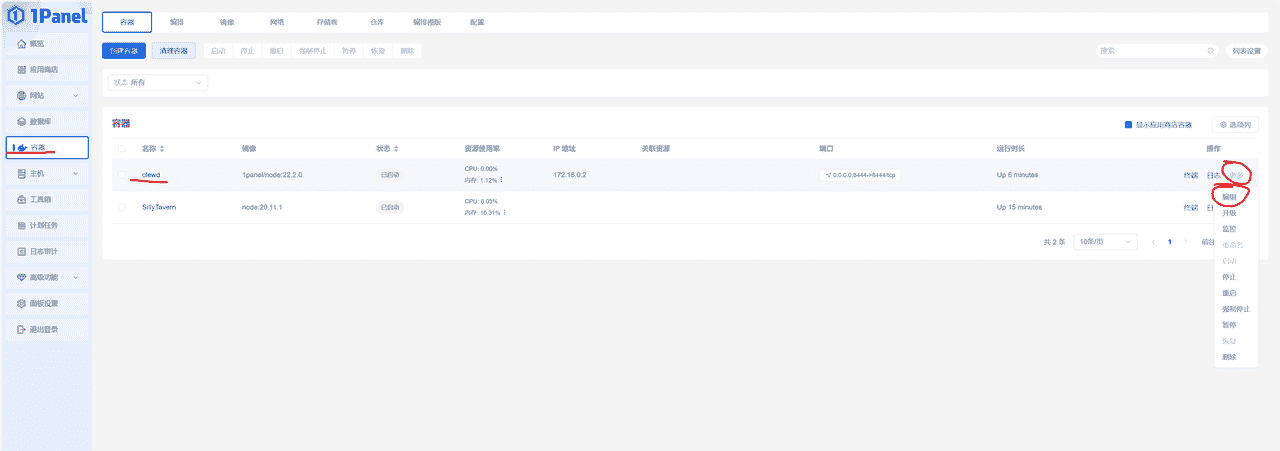 1Panel
概览
应用商店
网站
数据库
容器
主机
工具箱
计划任务
日志审计
高级功能
面板设置
退出登录
容器 编排 镜像 网络 存储卷 仓库 编排模版 配置
创建容器 清理容器 启动 停止 重启 强制停止 暂停 恢复 删除 搜索 列表设置
状态 所有
容器 显示应用商店容器 选项列
名称 镜像 状态 资源使用率 IP 地址 关联资源 端口 运行时长 操作
clewd 1panel/node:22.2.0 已启动 CPU: 0.00% 172.18.0.2 0.0.0.0:8444->8444/tcp Up 6 minutes 终端 日志 更多
内存: 1.12%
SillyTavern node:20.11.1 已启动 CPU: 0.03% Up 15 minutes 终端
内存: 16.31%
共 2 条 10条/页 1 前往
编辑
升级
监控
重命名
启动
停止
重启
强制停止
暂停
恢复
删除